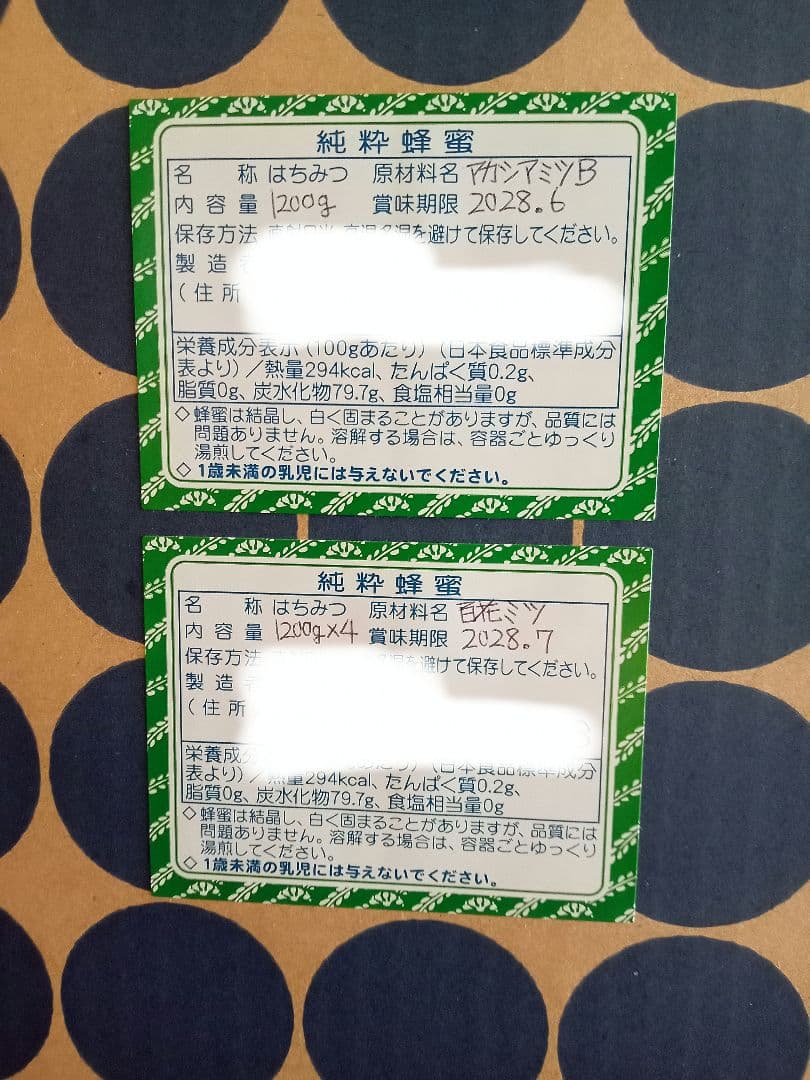 純粋蜂蜜
名 称 はちみつ 原材料名 アカシアミツB
内容量 1200g 賞味期限 2028.6
保存方法 を避けて保存してください。
製造
(住所
栄養成分表示(100gあたり)(日本食品標準成分
表より)/熱量294kcal、たんぱく質0.2g、
脂質0g、炭水化物79.7g、食塩相当量0g
◇蜂蜜は結晶し、白く固まることがありますが、品質には
問題ありません。溶解する場合は、容器ごとゆっくり
湯煎してください。
◇1歳未満の乳児には与えないでください。
純粋蜂蜜
名 称 はちみつ 原材料名 百花ミツ
内容量 1200g×4 賞味期限 2028.7
保存方法 を避けて保存してください。
製造
(住所
栄養成分 あたり)(日本食品標準成分
表より)/熱量294kcal、たんぱく質0.2g、
脂質0g、炭水化物79.7g、食塩相当量0g
◇蜂蜜は結晶し、白く固まることがありますが、品質には
問題ありません。溶解する場合は、容器ごとゆっくり
湯煎してください。
◇1歳未満の乳児には与えないでください。